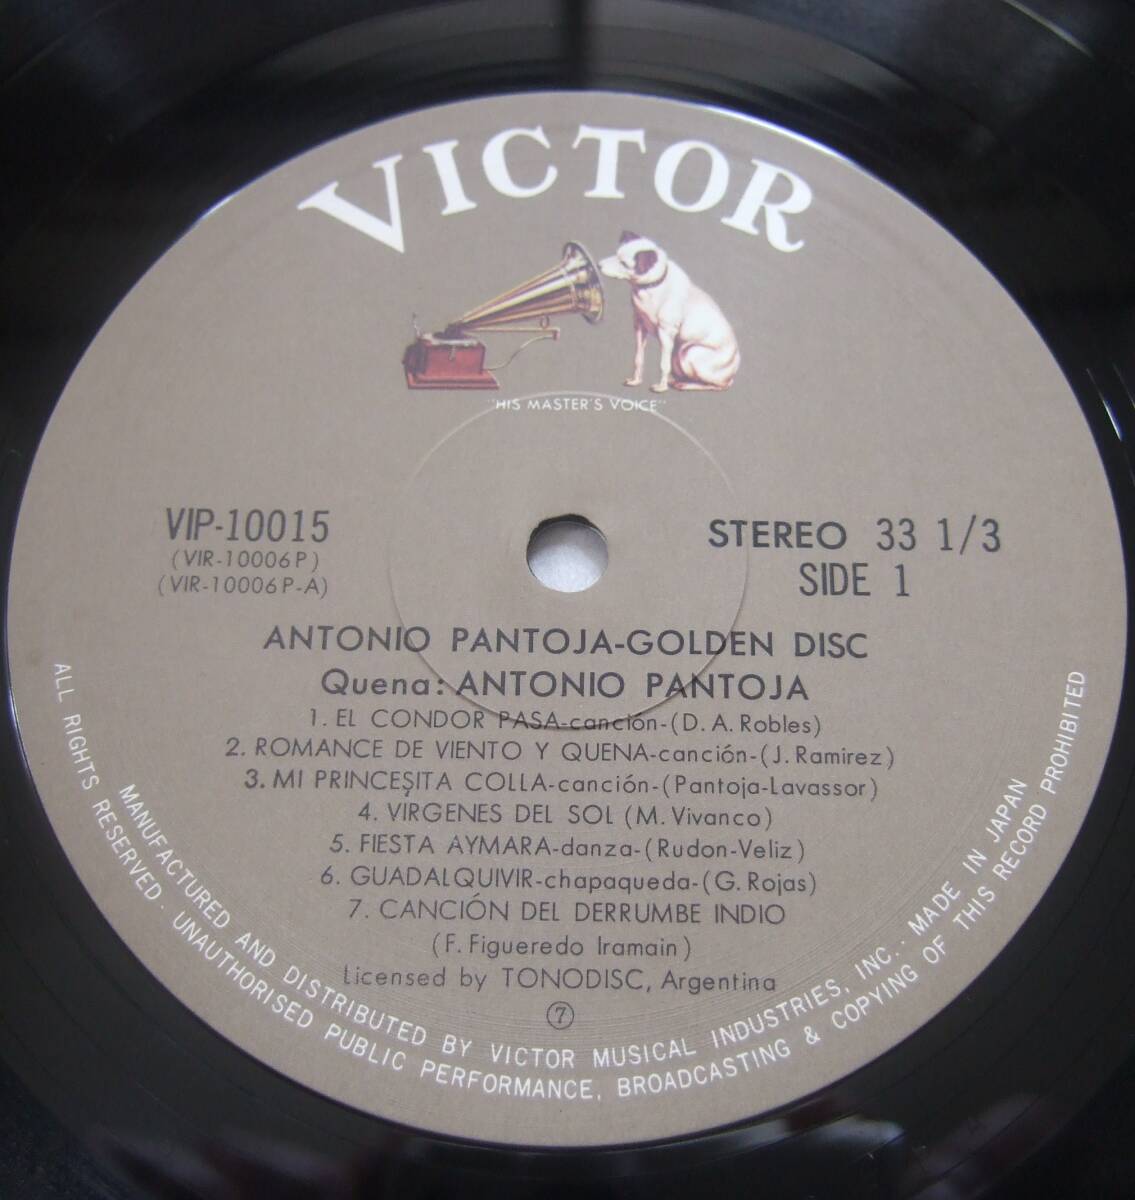 VICTOR
"HIS MASTER'S VOICE"
VIP-10015
(VIR-10006P)
(VIR-10006P-A)
STEREO 33 1/3
SIDE 1
ANTONIO PANTOJA-GOLDEN DISC
Quena: ANTONIO PANTOJA
1. EL CONDOR PASA-canción-(D. A. Robles)
2. ROMANCE DE VIENTO Y QUENA-canción-(J. Ramirez)
3. MI PRINCEŞITA COLLA-canción-(Pantoja-Lavassor)
4. VIRGENES DEL SOL (M. Vivanco)
5. FIESTA AYMARA-danza-(Rudon-Veliz)
6. GUADALQUIVIR-chapaqueda-(G. Rojas)
7. CANCIÓN DEL DERRUMBE INDIO
(F. Figueredo Iramain)
Licensed by TONODISC, Argentina
⑦
MANUFACTURED AND DISTRIBUTED BY VICTOR MUSICAL INDUSTRIES, INC.. MADE IN JAPAN
ALL RIGHTS RESERVED. UNAUTHORISED PUBLIC PERFORMANCE, BROADCASTING & COPYING OF THIS RECORD PROHIBITED